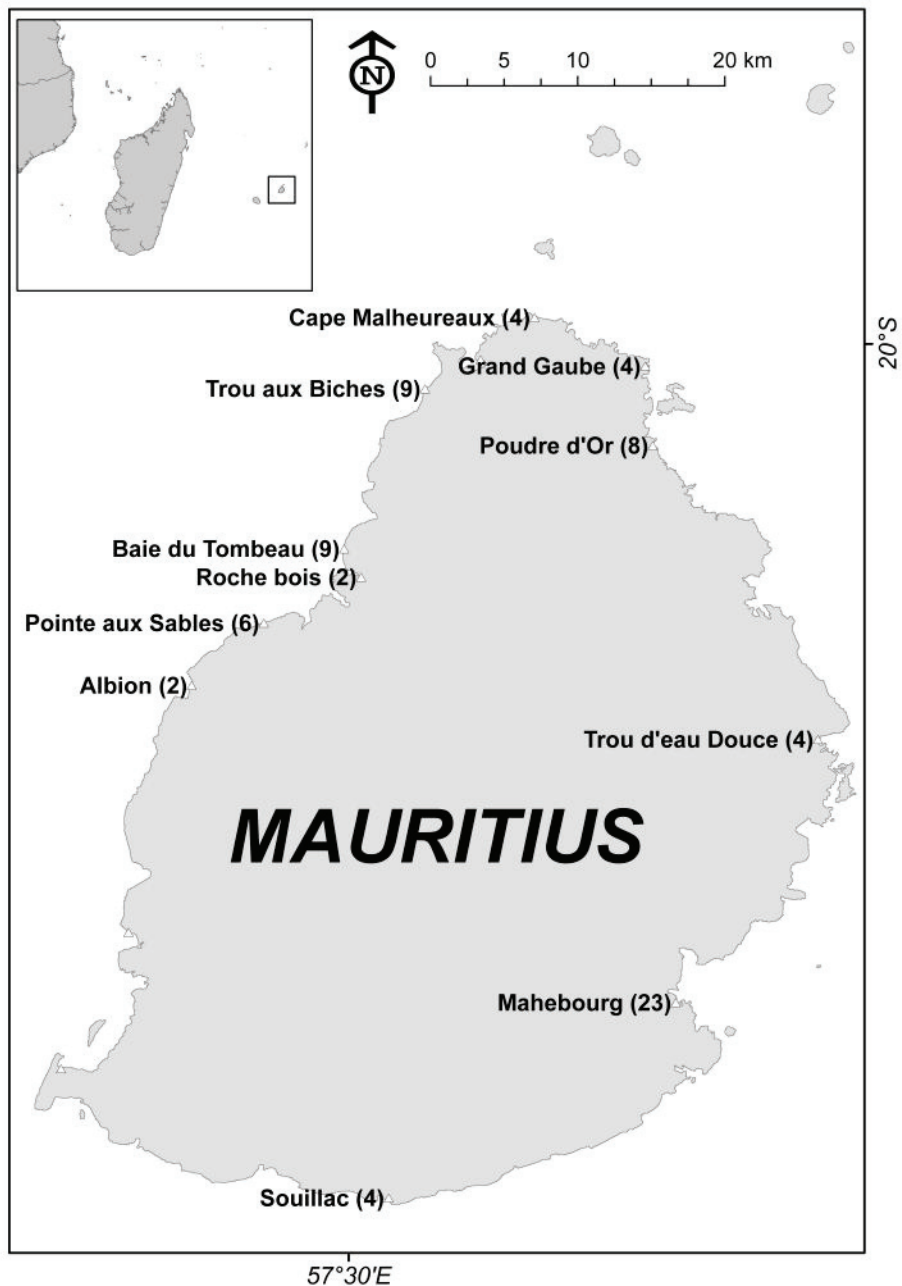 0 5 10 20 km
N
Cape Malheureaux (4)
20°S
Grand Gaube (4)
Trou aux Biches (9)
Poudre d'Or (8)
Baie du Tombeau (9)
Roche bois (2)
Pointe aux Sables (6)
Albion (2)
Trou d'eau Douce (4)
MAURITIUS
Mahebourg (23)
Souillac (4)
57°30'E